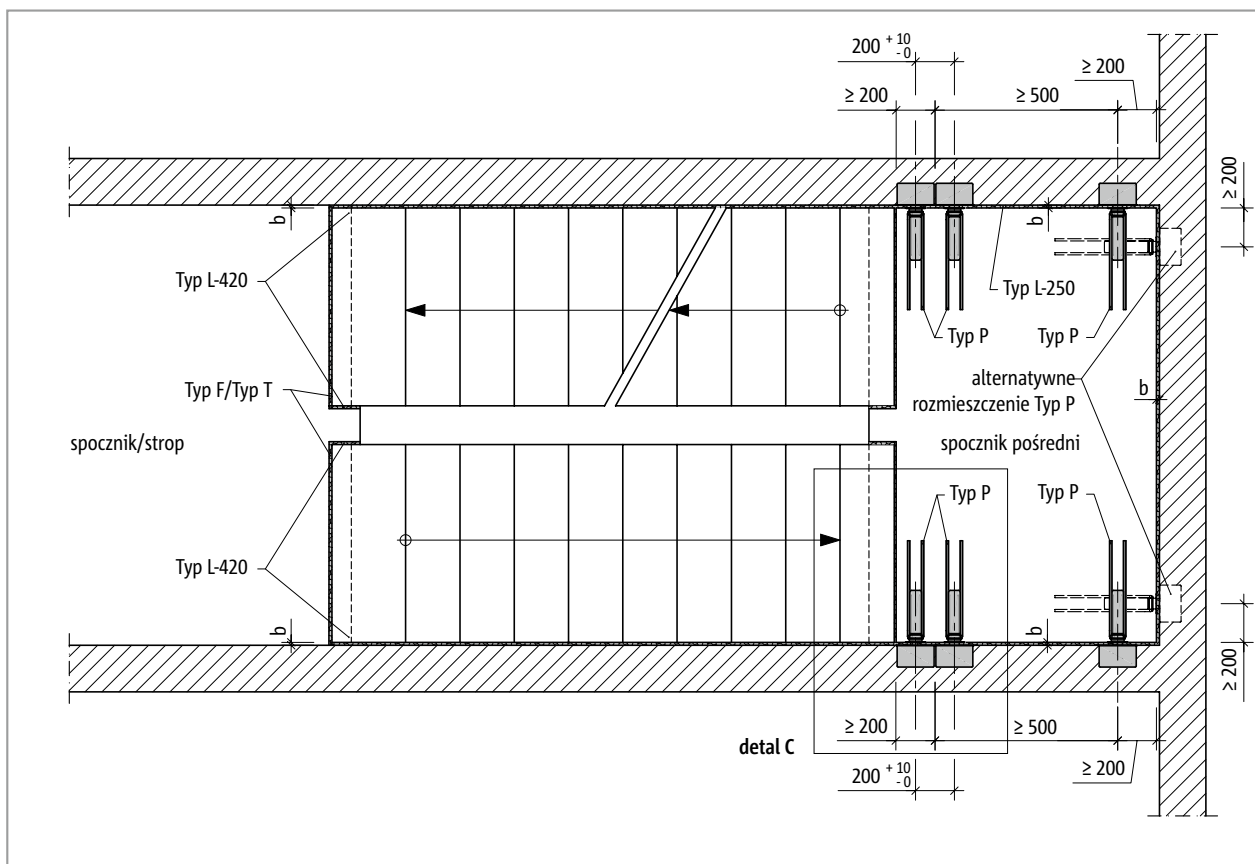 200 + 10 - 0
≥ 200
≥ 200
≥ 500
≥ 200
b
b
Typ L-420
Typ L-250
Typ P
Typ P
Typ F/Typ T
alternatywne
rozmieszczenie Typ P
b
spocznik/strop
spocznik pośredni
Typ P
Typ P
Typ L-420
b
b
≥ 200
≥ 200
≥ 500
detal C
≥ 200
200 + 10 - 0